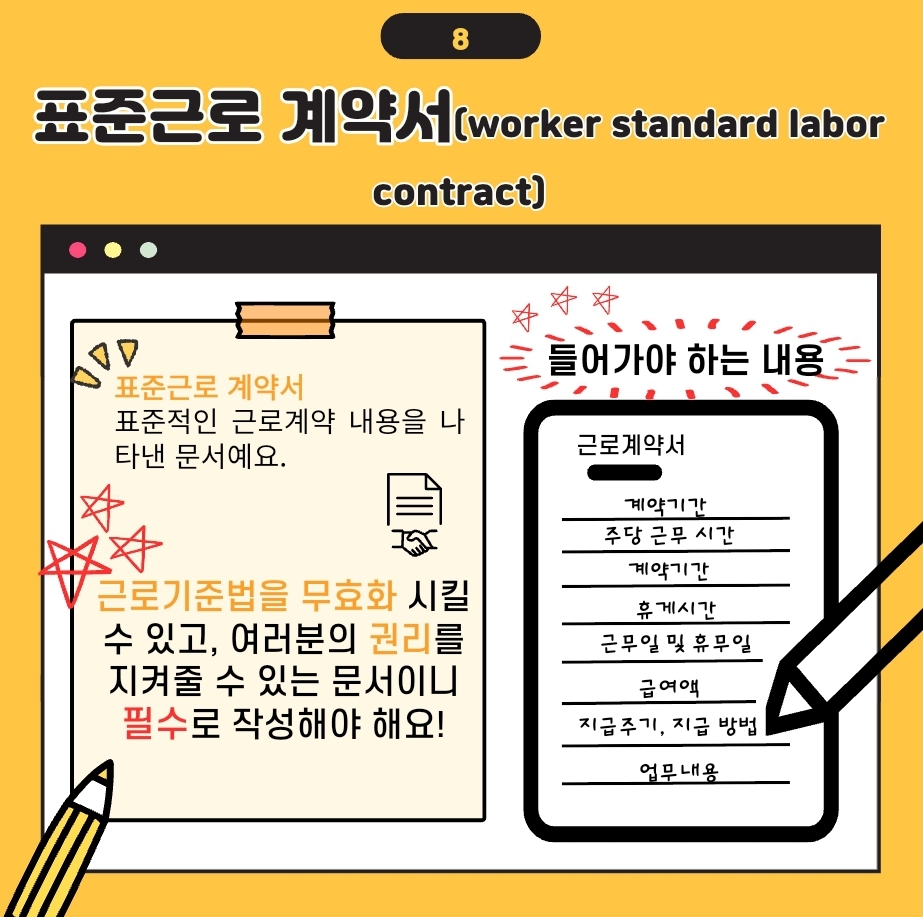 8
표준근로 계약서(worker standard labor
contract)
표준근로 계약서
표준적인 근로계약 내용을 나
타낸 문서예요.
근로기준법을 무효화 시킬
수 있고, 여러분의 권리를
지켜줄 수 있는 문서이니
필수로 작성해야 해요!
들어가야 하는 내용
근로계약서
계약기간
주당 근무 시간
계약기간
휴게시간
근무일 및 휴무일
급여액
지급주기, 지급 방법
업무내용